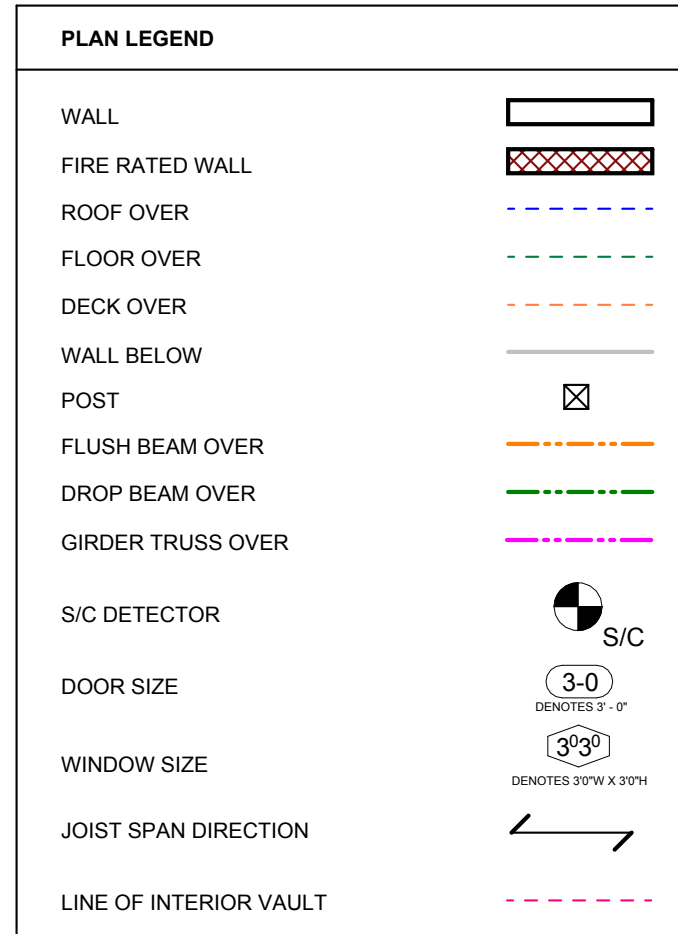 PLAN LEGEND
WALL
FIRE RATED WALL
ROOF OVER
FLOOR OVER
DECK OVER
WALL BELOW
POST
FLUSH BEAM OVER
DROP BEAM OVER
GIRDER TRUSS OVER
S/C DETECTOR
S/C
DOOR SIZE
3-0
DENOTES 3' - 0"
WINDOW SIZE
3⁰3⁰
DENOTES 3'0"W X 3'0"H
JOIST SPAN DIRECTION
LINE OF INTERIOR VAULT